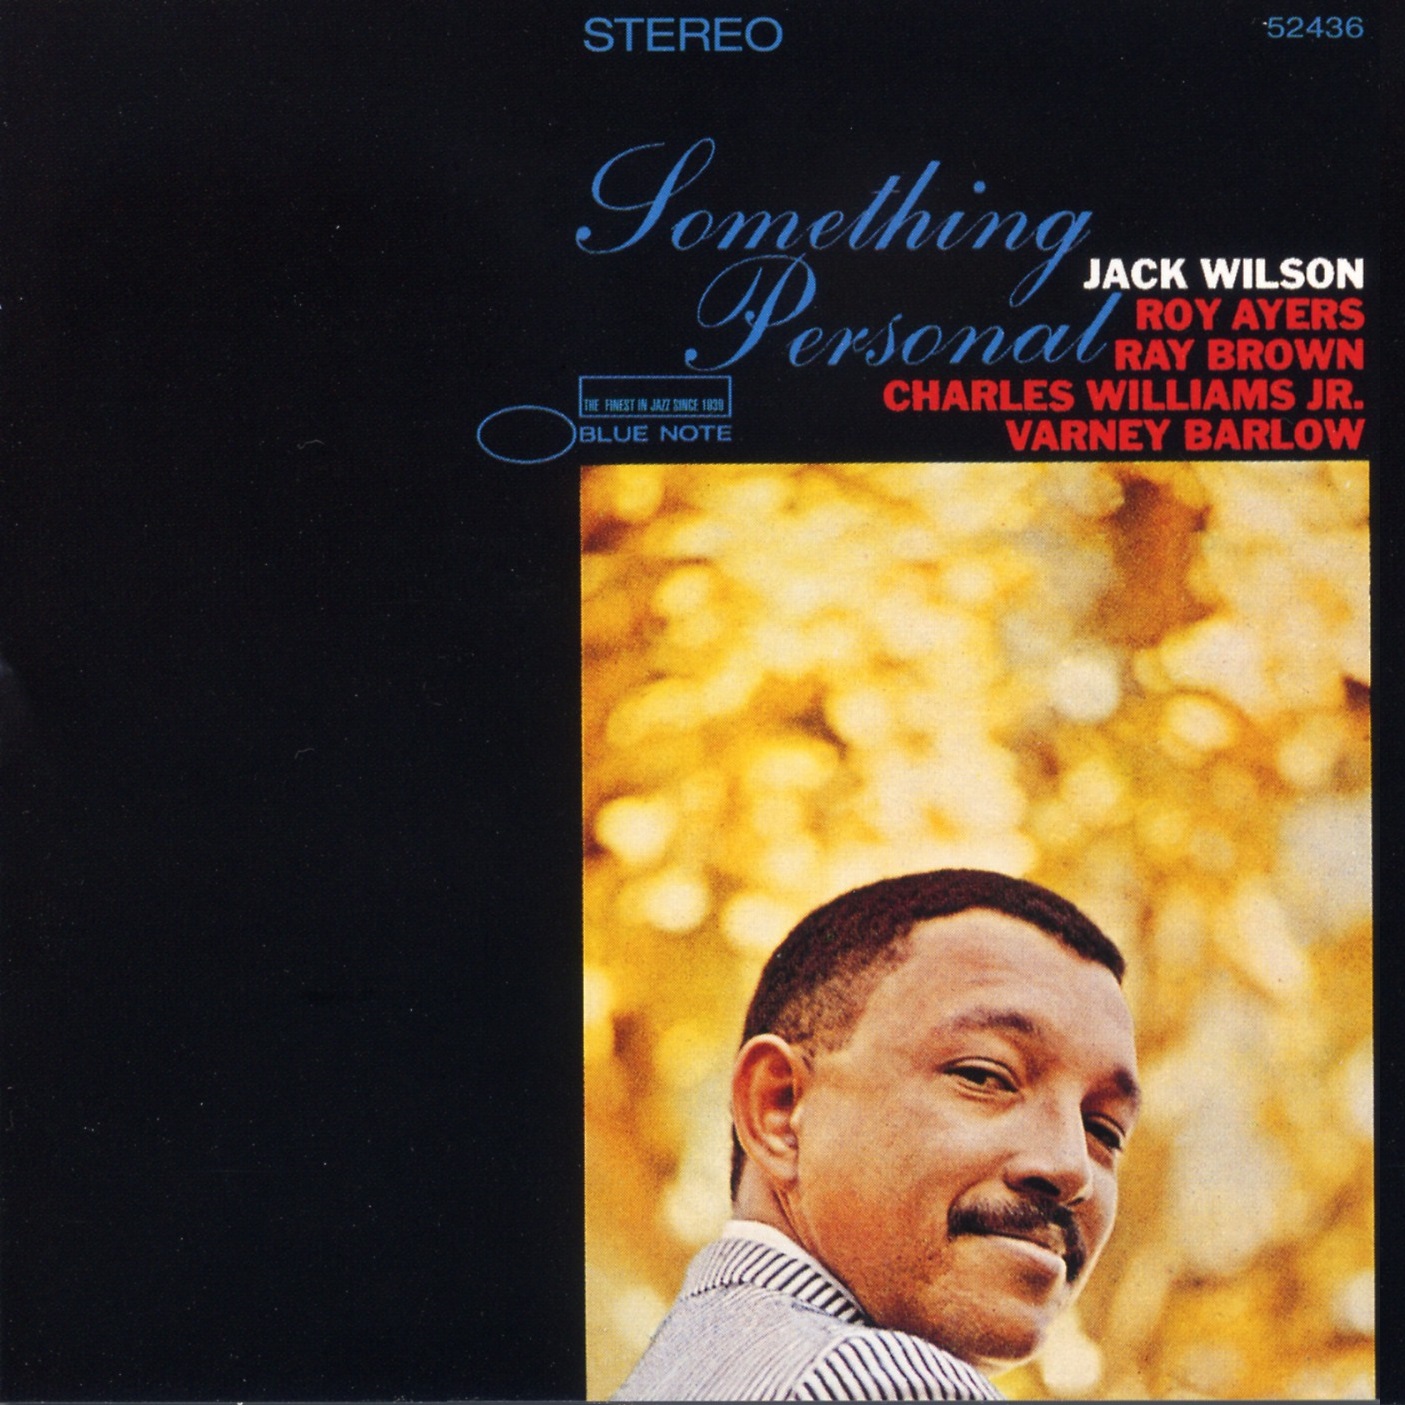 STEREO
52436
Something
Personal
JACK WILSON
ROY AYERS
RAY BROWN
CHARLES WILLIAMS JR.
VARNEY BARLOW
THE FINEST IN JAZZ SINCE 1939
BLUE NOTE